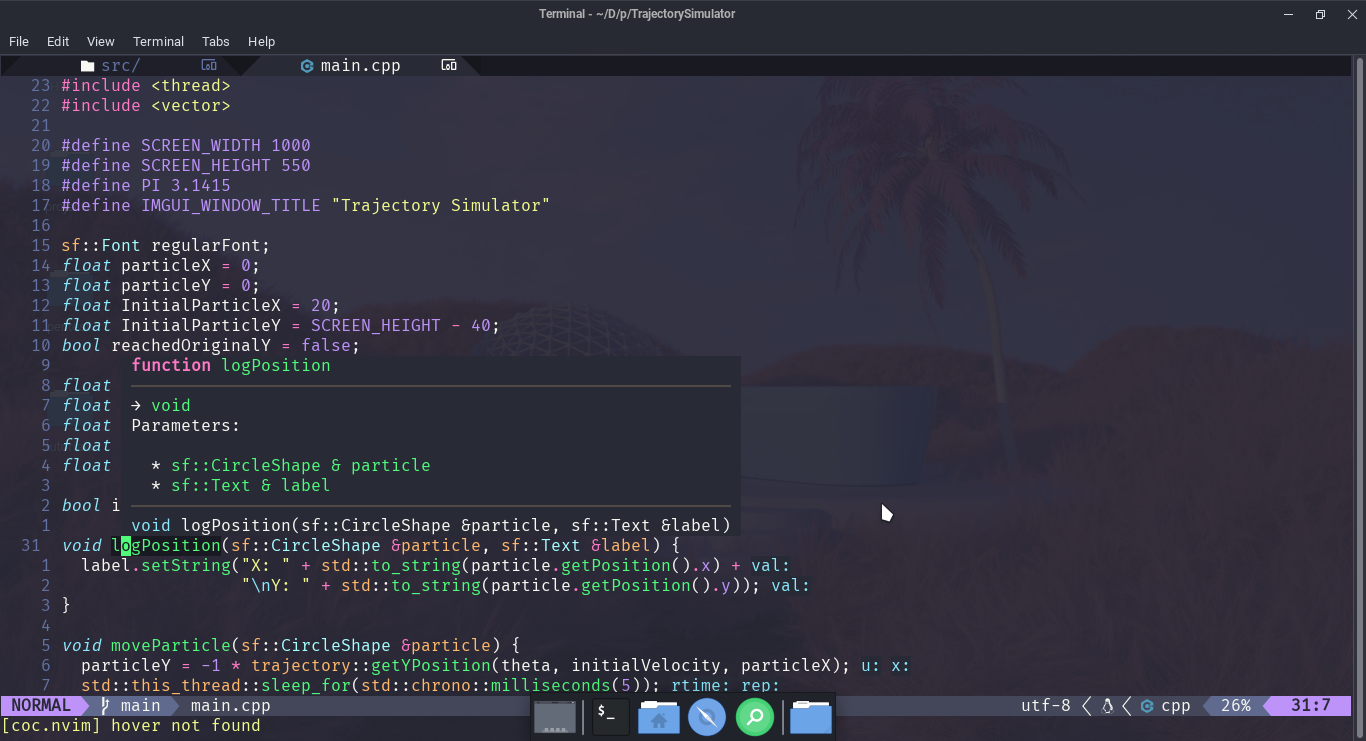 Terminal - ~/D/p/TrajectorySimulator
File Edit View Terminal Tabs Help
src/ main.cpp
23 #include <thread>
22 #include <vector>
21
20 #define SCREEN_WIDTH 1000
19 #define SCREEN_HEIGHT 550
18 #define PI 3.1415
17 #define IMGUI_WINDOW_TITLE "Trajectory Simulator"
16
15 sf::Font regularFont;
14 float particleX = 0;
13 float particleY = 0;
12 float InitialParticleX = 20;
11 float InitialParticleY = SCREEN_HEIGHT - 40;
10 bool reachedOriginalY = false;
9 function logPosition
8 float
7 float → void
6 float Parameters:
5 float
4 float * sf::CircleShape & particle
3 * sf::Text & label
2 bool i
1 void logPosition(sf::CircleShape &particle, sf::Text &label)
31 void logPosition(sf::CircleShape &particle, sf::Text &label) {
1 label.setString("X: " + std::to_string(particle.getPosition().x) + val:
2 "\nY: " + std::to_string(particle.getPosition().y)); val:
3 }
4
5 void moveParticle(sf::CircleShape &particle) {
6 particleY = -1 * trajectory::getYPosition(theta, initialVelocity, particleX); u: x:
7 std::this_thread::sleep_for(std::chrono::milliseconds(5)); rtime: rep:
NORMAL main main.cpp utf-8 cpp 26% 31:7
[coc.nvim] hover not found
$_